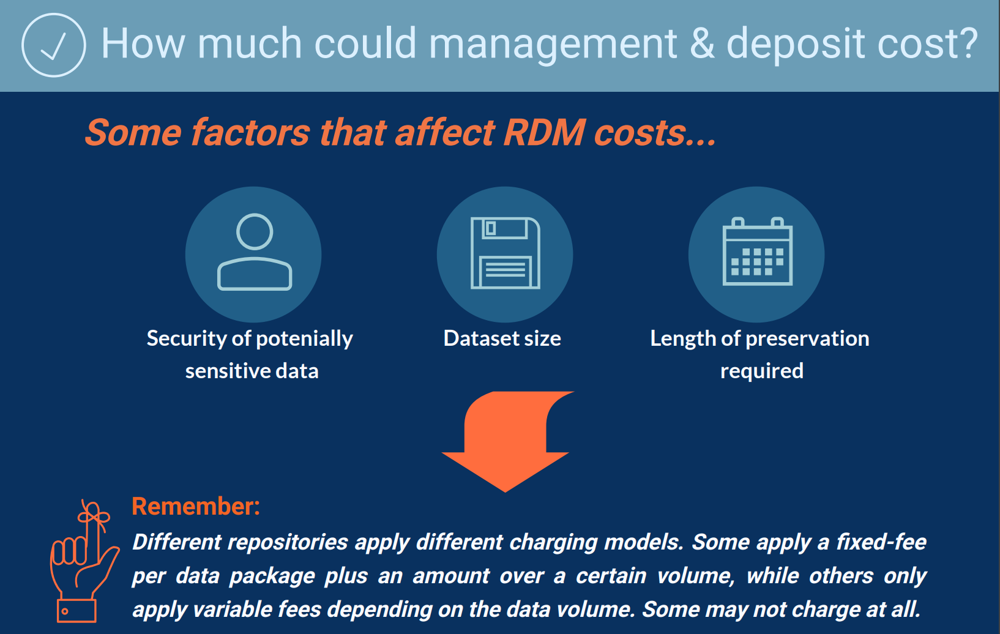 How much could management & deposit cost?
Some factors that affect RDM costs...
Security of potenially
sensitive data
Dataset size
Length of preservation
required
Remember:
Different repositories apply different charging models. Some apply a fixed-fee
per data package plus an amount over a certain volume, while others only
apply variable fees depending on the data volume. Some may not charge at all.